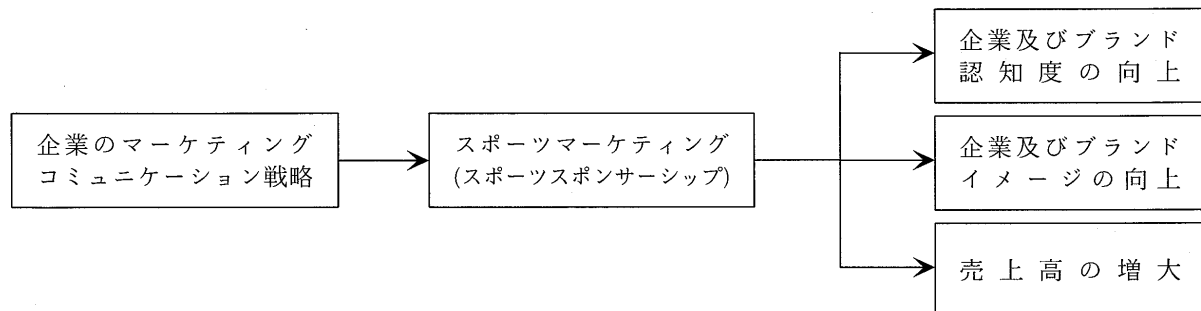 企業のマーケティング
コミュニケーション戦略
スポーツマーケティング
(スポーツスポンサーシップ)
企業及びブランド
認知度の向上
企業及びブランド
イメージの向上
売上高の増大